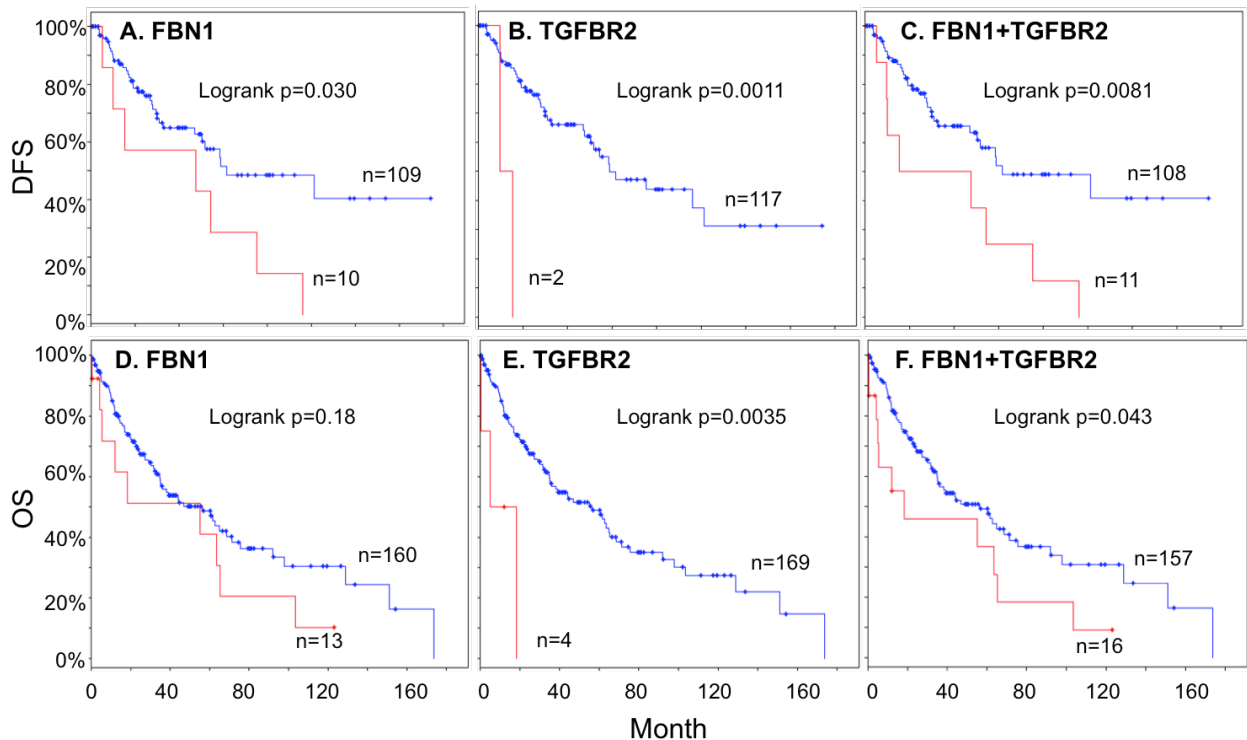 A. FBN1
B. TGFBR2
C. FBN1+TGFBR2
100%
80%
60%
40%
20%
0%
DFS
Logrank p=0.030
Logrank p=0.0011
Logrank p=0.0081
n=109
n=117
n=108
n=10
n=2
n=11
D. FBN1
E. TGFBR2
F. FBN1+TGFBR2
100%
80%
60%
40%
20%
0%
OS
Logrank p=0.18
Logrank p=0.0035
Logrank p=0.043
n=160
n=169
n=157
n=13
n=4
n=16
0 40 80 120 160
0 40 80 120 160
0 40 80 120 160
Month